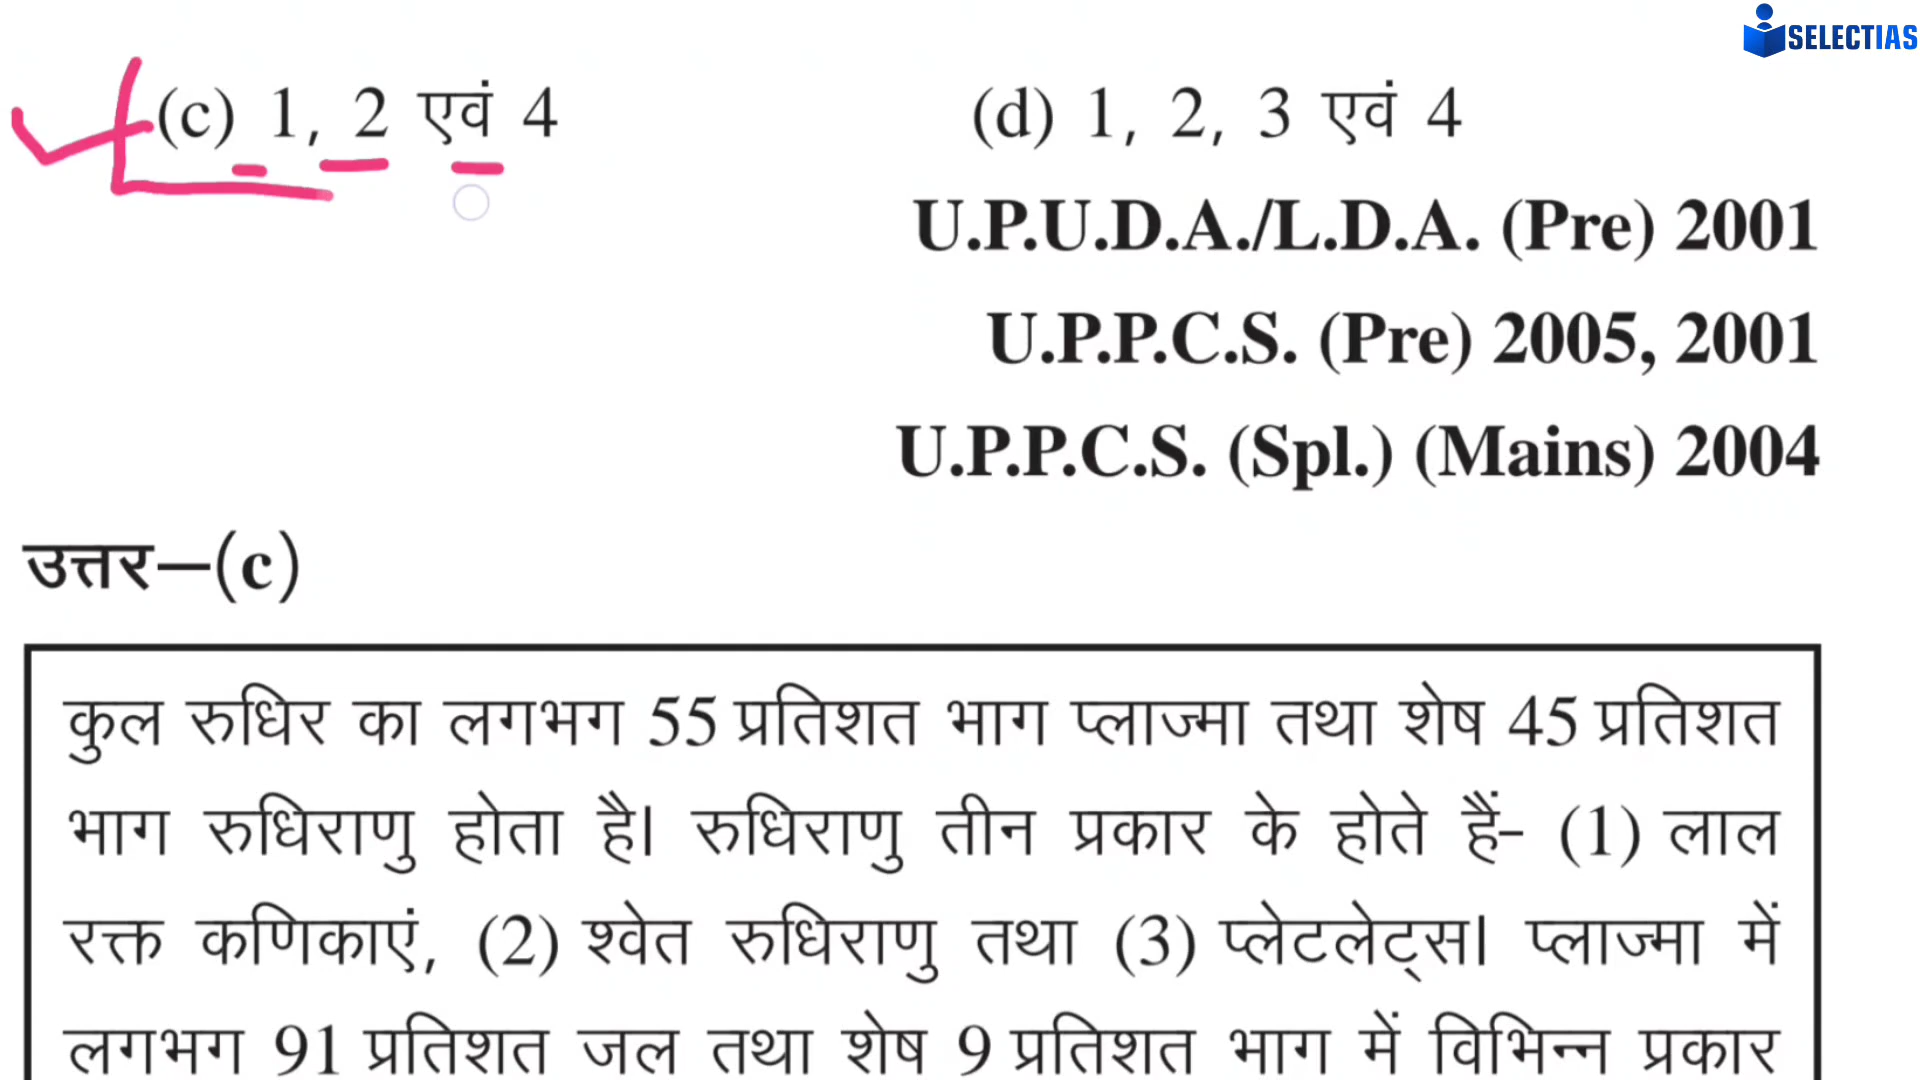 SELECTIAS
(c) 1, 2 एवं 4 (d) 1, 2, 3 एवं 4
U.P.U.D.A./L.D.A. (Pre) 2001
U.P.P.C.S. (Pre) 2005, 2001
U.P.P.C.S. (Spl.) (Mains) 2004
उत्तर—(c)
कुल रुधिर का लगभग 55 प्रतिशत भाग प्लाज्मा तथा शेष 45 प्रतिशत
भाग रुधिराणु होता है। रुधिराणु तीन प्रकार के होते हैं- (1) लाल
रक्त कणिकाएं, (2) श्वेत रुधिराणु तथा (3) प्लेटलेट्स। प्लाज्मा में
लगभग 91 प्रतिशत जल तथा शेष 9 प्रतिशत भाग में विभिन्न प्रकार